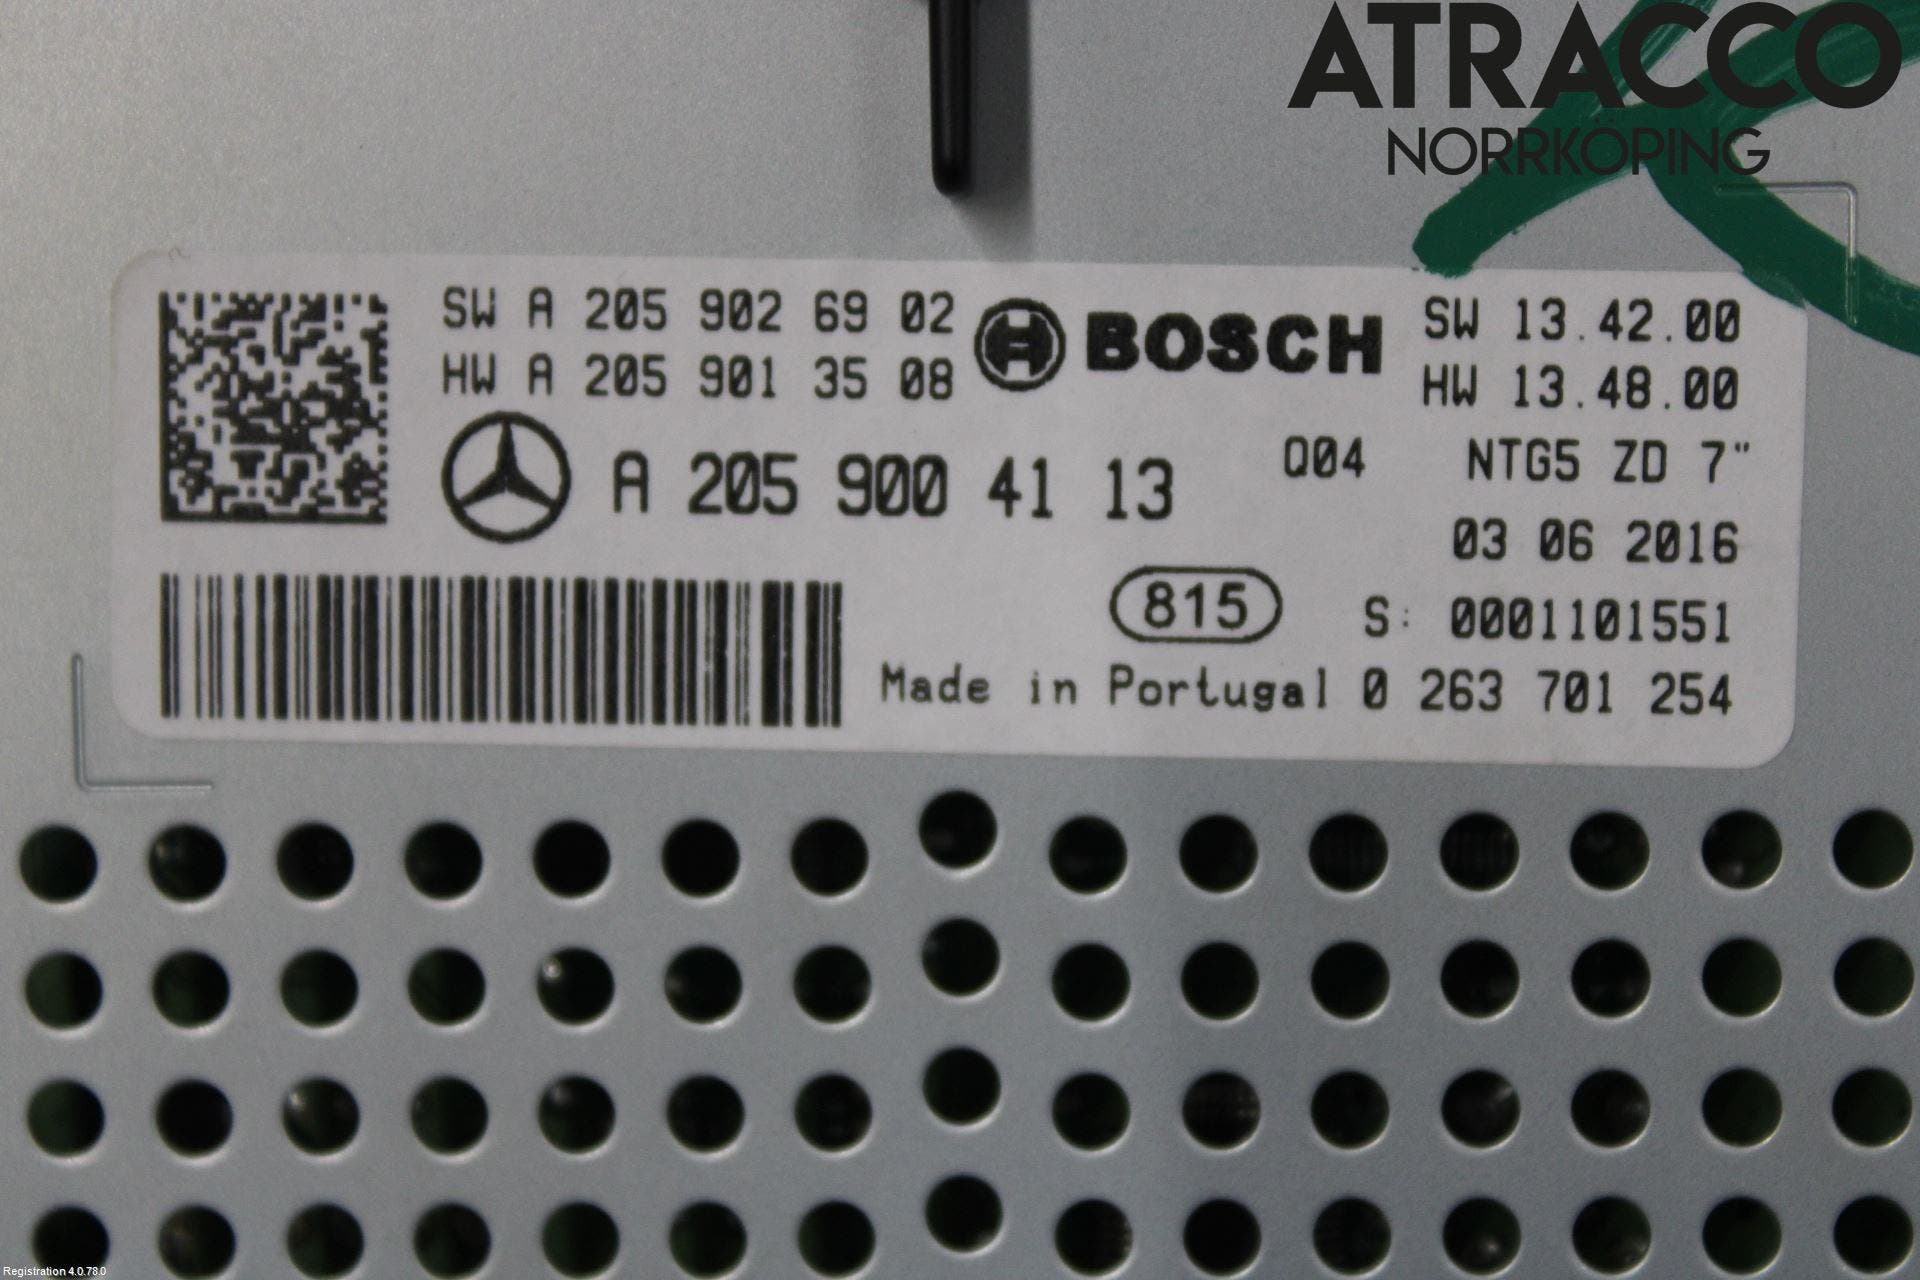 ATRACCO
NORRKÖPING
SW A 205 902 69 02
HW A 205 901 35 08
BOSCH
SW 13.42.00
HW 13.48.00
A 205 900 41 13
Q04 NTG5 ZD 7"
03 06 2016
815
S: 0001101551
Made in Portugal 0 263 701 254
Registration 4.0.78.0